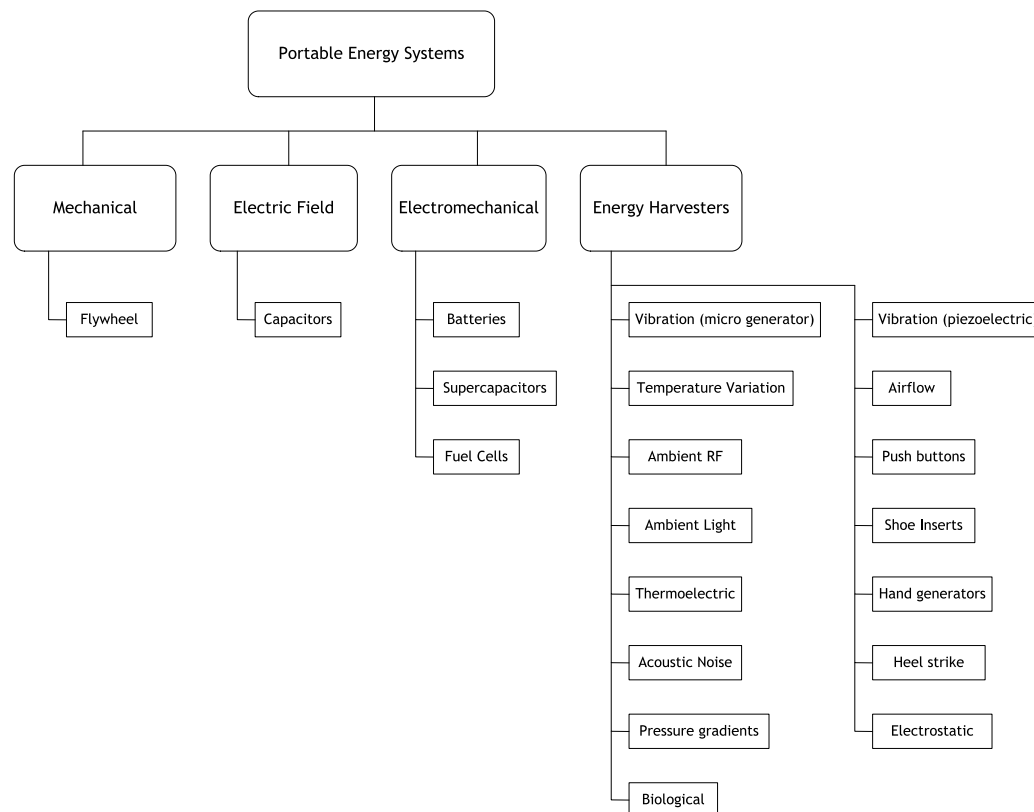 Portable Energy Systems
Mechanical
Electric Field
Electromechanical
Energy Harvesters
Flywheel
Capacitors
Batteries
Supercapacitors
Fuel Cells
Vibration (micro generator)
Temperature Variation
Ambient RF
Ambient Light
Thermoelectric
Acoustic Noise
Pressure gradients
Biological
Vibration (piezoelectric
Airflow
Push buttons
Shoe Inserts
Hand generators
Heel strike
Electrostatic